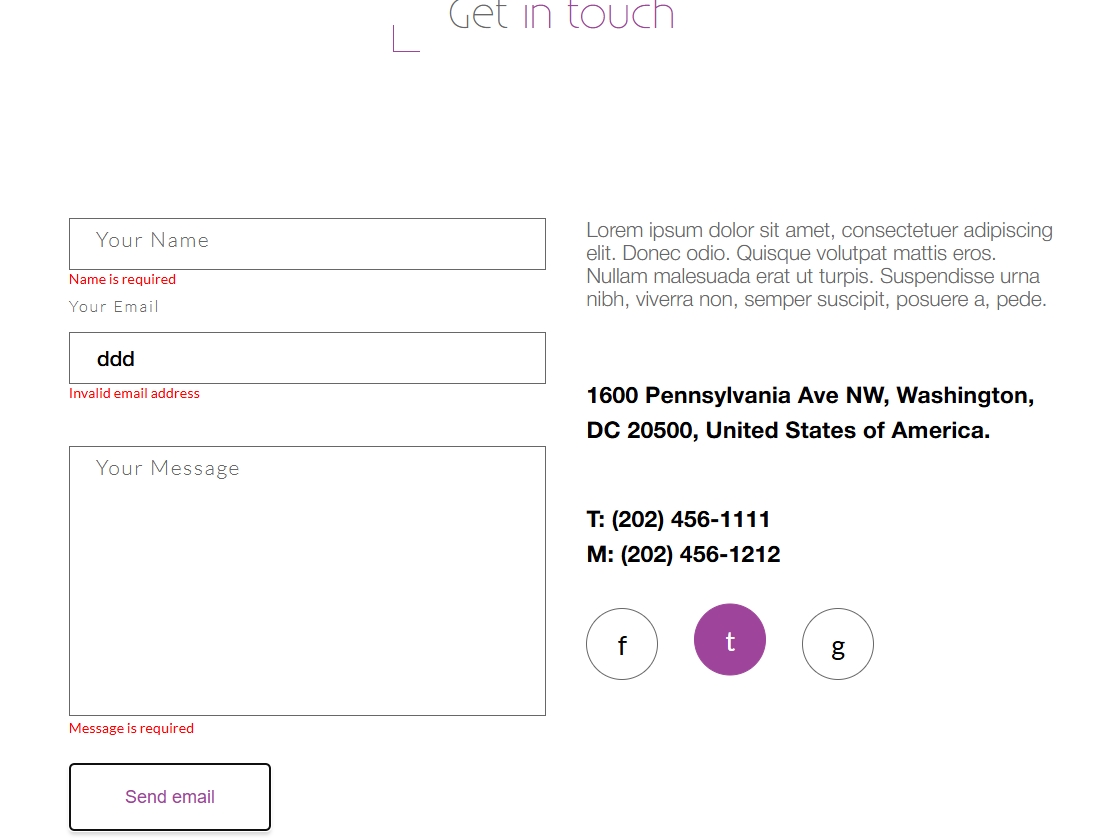 Get in touch
Your Name
Name is required
Your Email
ddd
Invalid email address
Your Message
Message is required
Send email
Lorem ipsum dolor sit amet, consectetuer adipiscing
elit. Donec odio. Quisque volutpat mattis eros.
Nullam malesuada erat ut turpis. Suspendisse urna
nibh, viverra non, semper suscipit, posuere a, pede.
1600 Pennsylvania Ave NW, Washington,
DC 20500, United States of America.
T: (202) 456-1111
M: (202) 456-1212
f t g